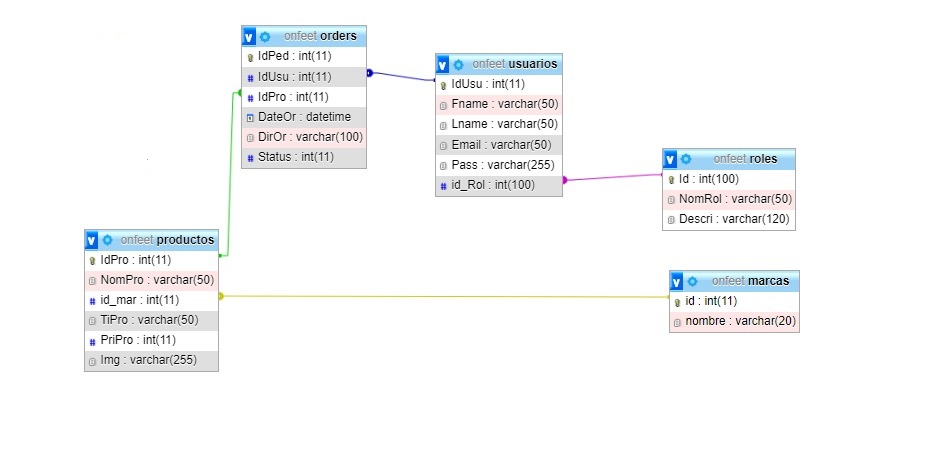 v onfeet orders
IdPed : int(11)
# IdUsu : int(11)
# IdPro : int(11)
DateOr : datetime
DirOr : varchar(100)
# Status : int(11)
v onfeet usuarios
IdUsu : int(11)
Fname : varchar(50)
Lname : varchar(50)
Email : varchar(50)
Pass : varchar(255)
# id_Rol : int(100)
v onfeet roles
Id : int(100)
NomRol : varchar(50)
Descri : varchar(120)
v onfeet productos
IdPro : int(11)
NomPro : varchar(50)
# id_mar : int(11)
TiPro : varchar(50)
# PriPro : int(11)
Img : varchar(255)
v onfeet marcas
id : int(11)
nombre : varchar(20)